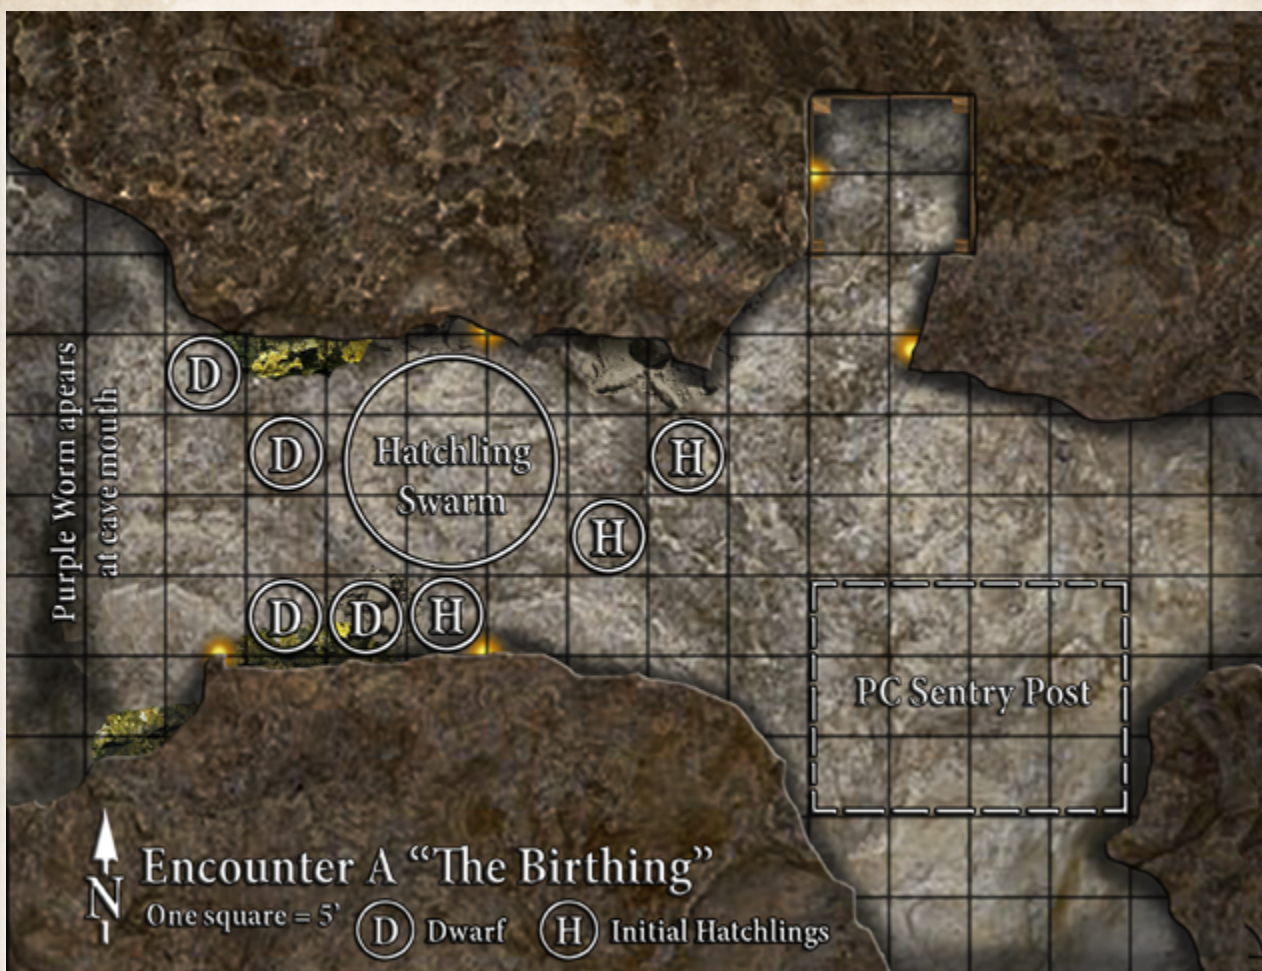 D
D
Hatchling
Swarm
H
H
Purple Worm apears
at cave mouth
D
D
H
PC Sentry Post
N
Encounter A “The Birthing”
One square = 5'
D Dwarf
H Initial Hatchlings